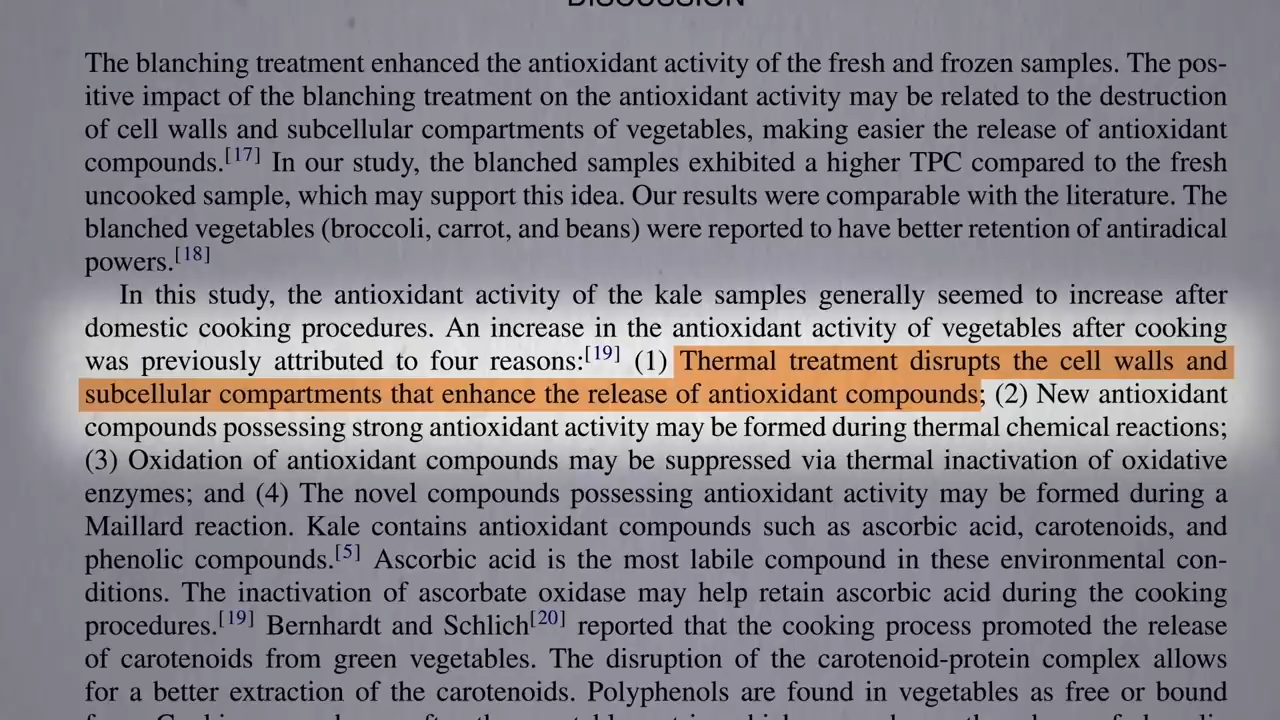 DISCUSSION
The blanching treatment enhanced the antioxidant activity of the fresh and frozen samples. The pos-
itive impact of the blanching treatment on the antioxidant activity may be related to the destruction
of cell walls and subcellular compartments of vegetables, making easier the release of antioxidant
compounds.[17] In our study, the blanched samples exhibited a higher TPC compared to the fresh
uncooked sample, which may support this idea. Our results were comparable with the literature. The
blanched vegetables (broccoli, carrot, and beans) were reported to have better retention of antiradical
powers.[18]
In this study, the antioxidant activity of the kale samples generally seemed to increase after
domestic cooking procedures. An increase in the antioxidant activity of vegetables after cooking
was previously attributed to four reasons:[19] (1) Thermal treatment disrupts the cell walls and
subcellular compartments that enhance the release of antioxidant compounds; (2) New antioxidant
compounds possessing strong antioxidant activity may be formed during thermal chemical reactions;
(3) Oxidation of antioxidant compounds may be suppressed via thermal inactivation of oxidative
enzymes; and (4) The novel compounds possessing antioxidant activity may be formed during a
Maillard reaction. Kale contains antioxidant compounds such as ascorbic acid, carotenoids, and
phenolic compounds.[5] Ascorbic acid is the most labile compound in these environmental con-
ditions. The inactivation of ascorbate oxidase may help retain ascorbic acid during the cooking
procedures.[19] Bernhardt and Schlich[20] reported that the cooking process promoted the release
of carotenoids from green vegetables. The disruption of the carotenoid-protein complex allows
for a better extraction of the carotenoids. Polyphenols are found in vegetables as free or bound